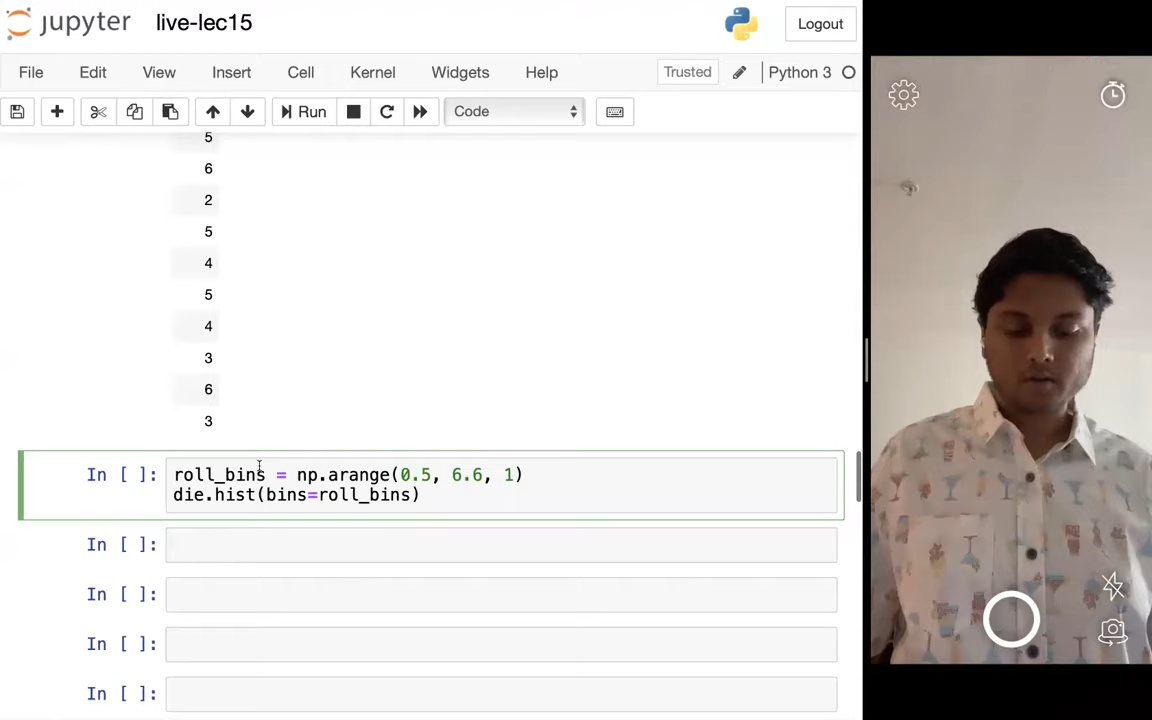 jupyter live-lec15 Logout
File Edit View Insert Cell Kernel Widgets Help Trusted Python 3
Run Code
5
6
2
5
4
5
4
3
6
3
In [ ]: roll_bins = np.arange(0.5, 6.6, 1)
die.hist(bins=roll_bins)
In [ ]:
In [ ]:
In [ ]:
In [ ]: